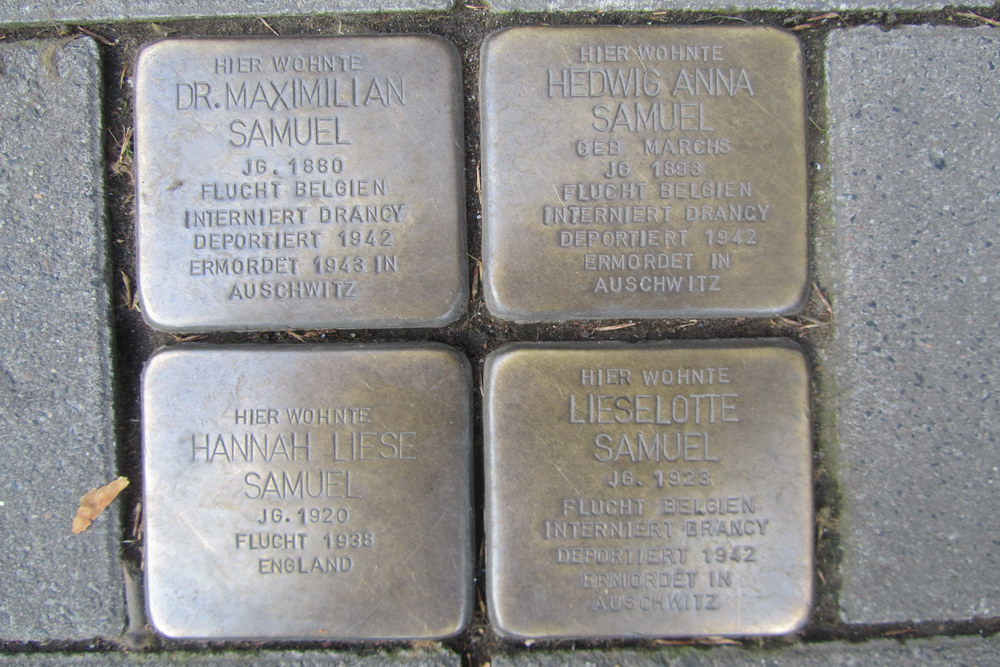 HIER WOHNTE
DR. MAXIMILIAN
SAMUEL
JG. 1880
FLUCHT BELGIEN
INTERNIERT DRANCY
DEPORTIERT 1942
ERMORDET 1943 IN
AUSCHWITZ
HIER WOHNTE
HEDWIG ANNA
SAMUEL
GEB. MARCHS
JG. 1893
FLUCHT BELGIEN
INTERNIERT DRANCY
DEPORTIERT 1942
ERMORDET IN
AUSCHWITZ
HIER WOHNTE
HANNAH LIESE
SAMUEL
JG. 1920
FLUCHT 1938
ENGLAND
HIER WOHNTE
LIESELOTTE
SAMUEL
JG. 1923
FLUCHT BELGIEN
INTERNIERT DRANCY
DEPORTIERT 1942
ERMORDET IN
AUSCHWITZ